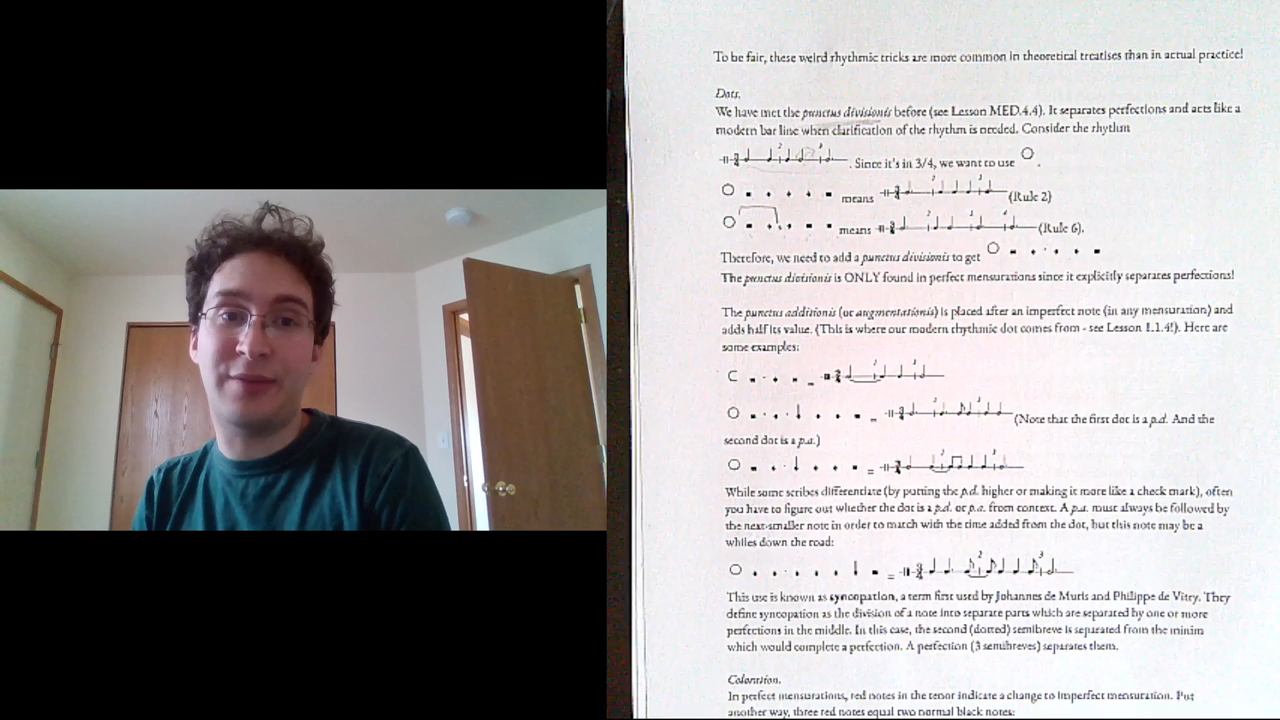 To be fair, these weird rhythmic tricks are more common in theoretical treatises than in actual practice!
Dots.
We have met the punctus divisionis before (see Lesson MED.4.4). It separates perfections and acts like a
modern bar line when clarification of the rhythm is needed. Consider the rhythm
. Since it's in 3/4, we want to use .
means (Rule 2)
means (Rule 6).
Therefore, we need to add a punctus divisionis to get
The punctus divisionis is ONLY found in perfect mensurations since it explicitly separates perfections!
The punctus additionis (or augmentationis) is placed after an imperfect note (in any mensuration) and
adds half its value. (This is where our modern rhythmic dot comes from - see Lesson 1.1.4!). Here are
some examples:
C =
= (Note that the first dot is a p.d. And the
second dot is a p.a.)
=
While some scribes differentiate (by putting the p.d. higher or making it more like a check mark), often
you have to figure out whether the dot is a p.d. or p.a. from context. A p.a. must always be followed by
the next-smaller note in order to match with the time added from the dot, but this note may be a
whiles down the road:
=
This use is known as syncopation, a term first used by Johannes de Muris and Philippe de Vitry. They
define syncopation as the division of a note into separate parts which are separated by one or more
perfections in the middle. In this case, the second (dotted) semibreve is separated from the minim
which would complete a perfection. A perfection (3 semibreves) separates them.
Coloration.
In perfect mensurations, red notes in the tenor indicate a change to imperfect mensuration. Put
another way, three red notes equal two normal black notes: